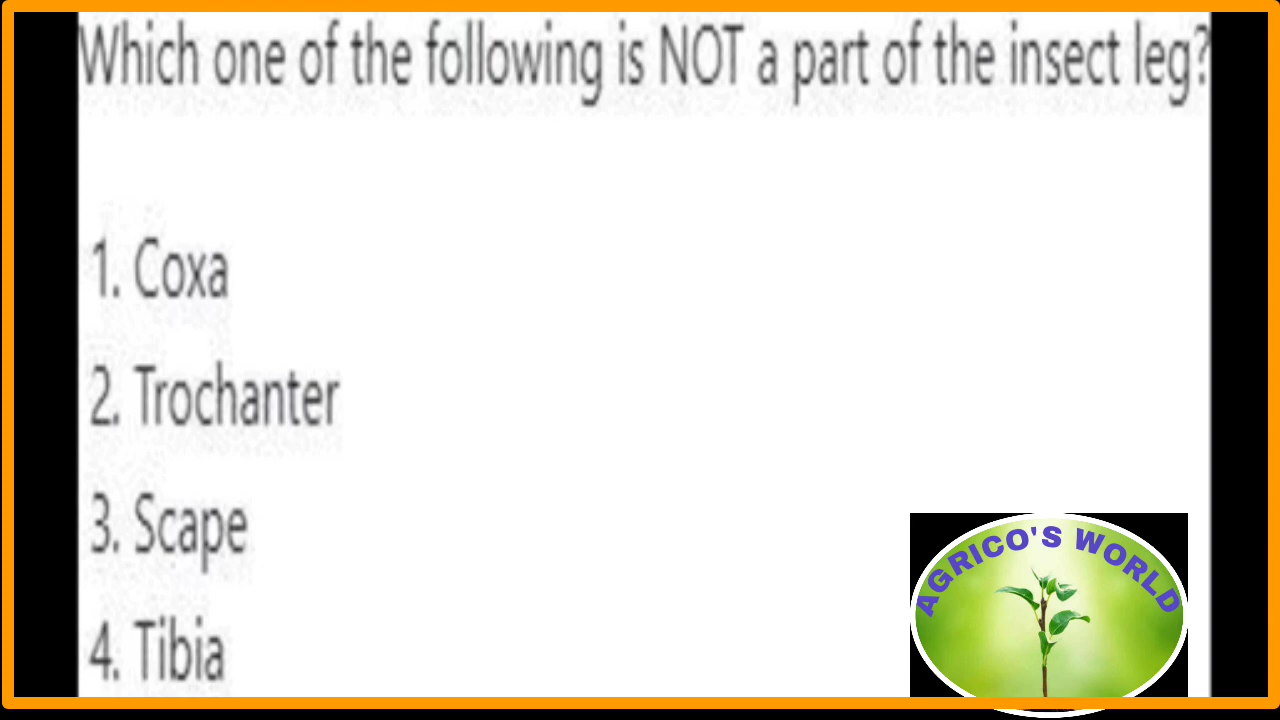 Which one of the following is NOT a part of the insect leg?
1. Coxa
2. Trochanter
3. Scape
4. Tibia
AGRICO'S WORLD